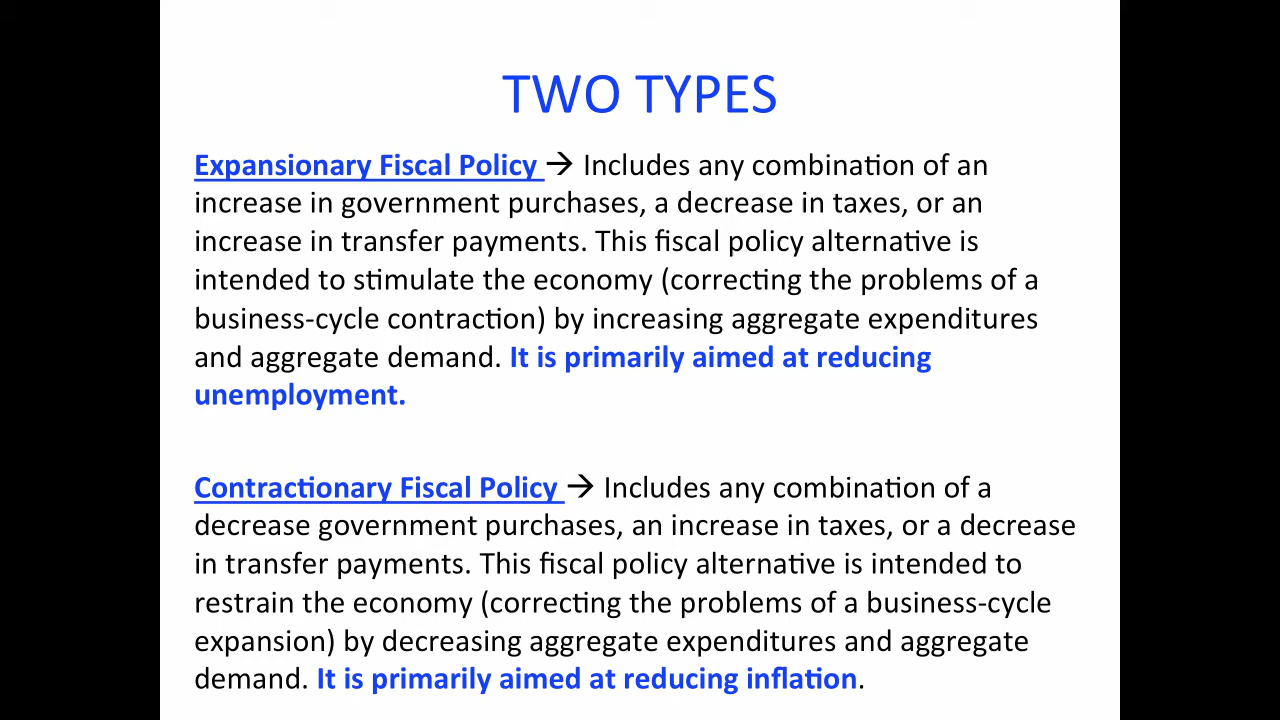 TWO TYPES
Expansionary Fiscal Policy → Includes any combination of an
increase in government purchases, a decrease in taxes, or an
increase in transfer payments. This fiscal policy alternative is
intended to stimulate the economy (correcting the problems of a
business-cycle contraction) by increasing aggregate expenditures
and aggregate demand. It is primarily aimed at reducing
unemployment.
Contractionary Fiscal Policy → Includes any combination of a
decrease government purchases, an increase in taxes, or a decrease
in transfer payments. This fiscal policy alternative is intended to
restrain the economy (correcting the problems of a business-cycle
expansion) by decreasing aggregate expenditures and aggregate
demand. It is primarily aimed at reducing inflation.